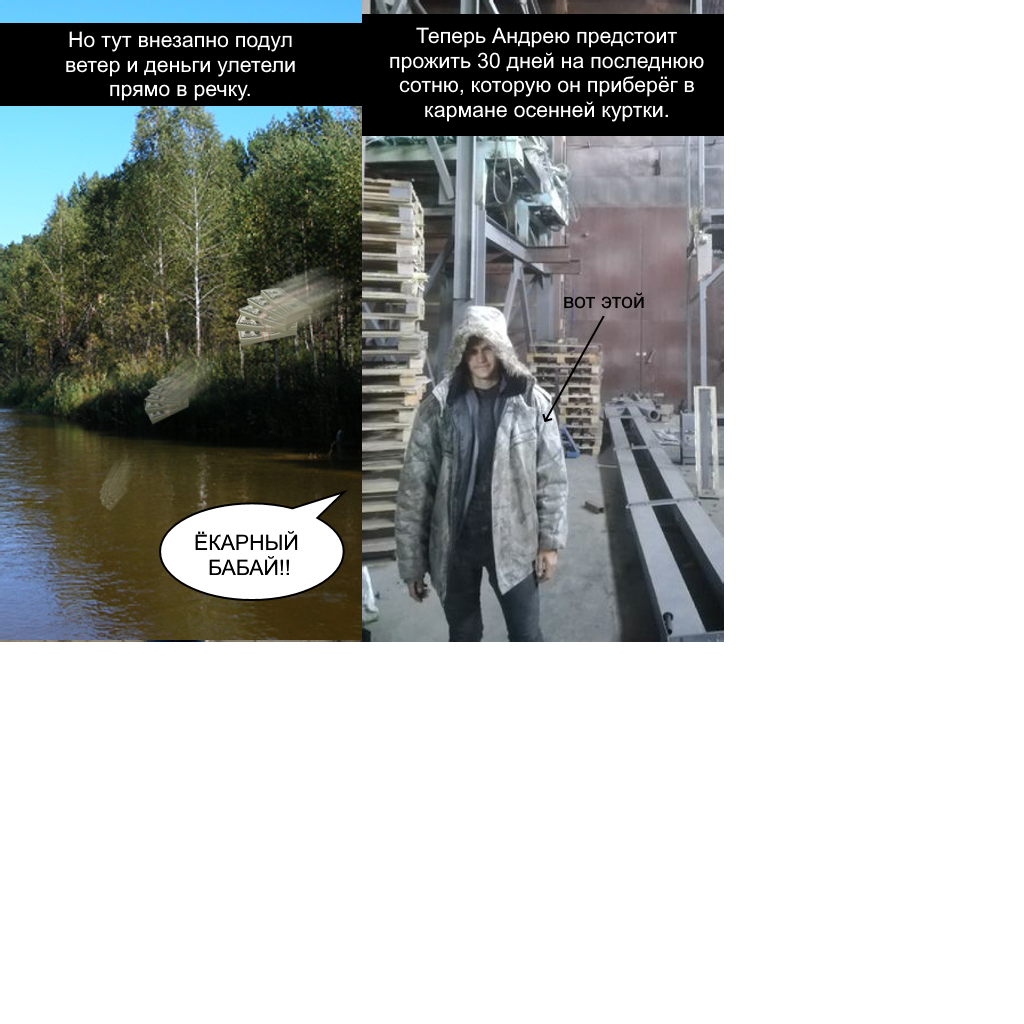 Но тут внезапно подул
ветер и деньги улетели
прямо в речку.
ЁКАРНЫЙ
БАБАЙ!!
Теперь Андрею предстоит
прожить 30 дней на последнюю
сотню, которую он приберёг в
кармане осенней куртки.
вот этой